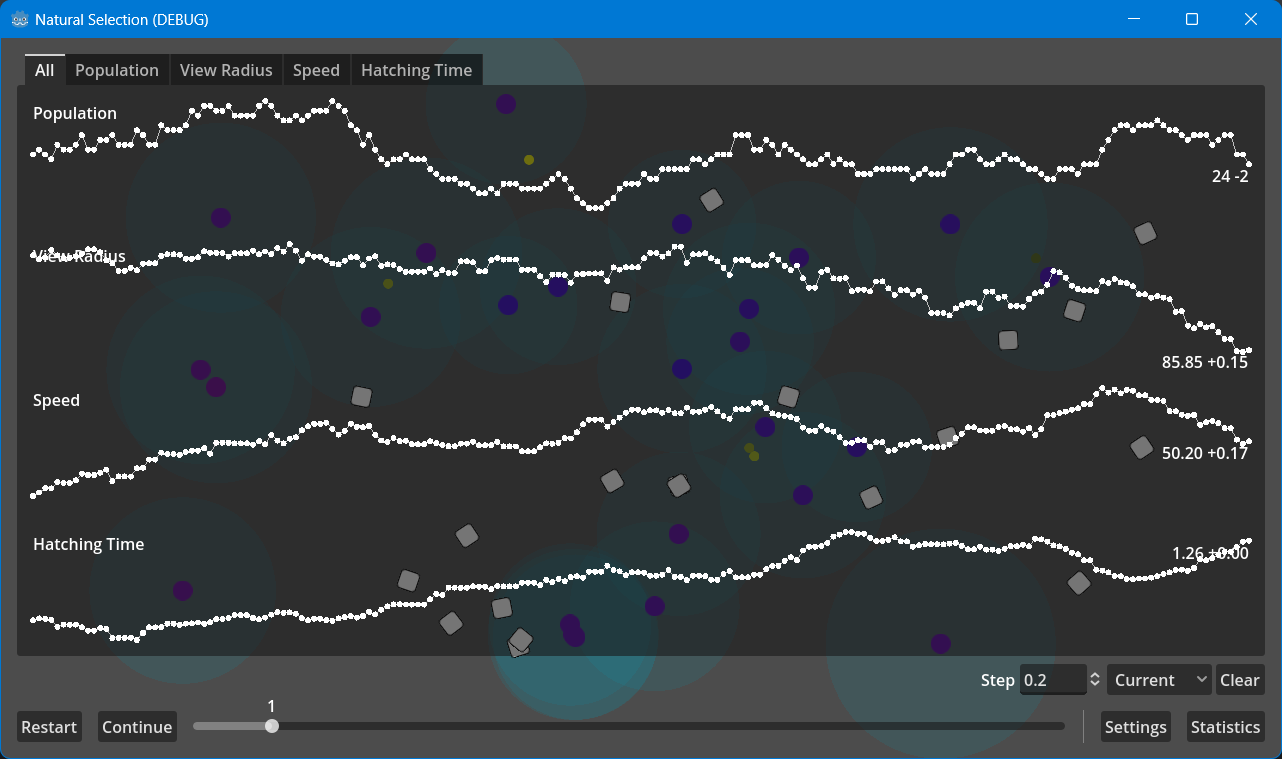 Natural Selection (DEBUG)
All Population View Radius Speed Hatching Time
Population
24 -2
View Radius
85.85 +0.15
Speed
50.20 +0.17
Hatching Time
1.26 +0.00
Step 0.2 Current Clear
1
Restart Continue Settings Statistics